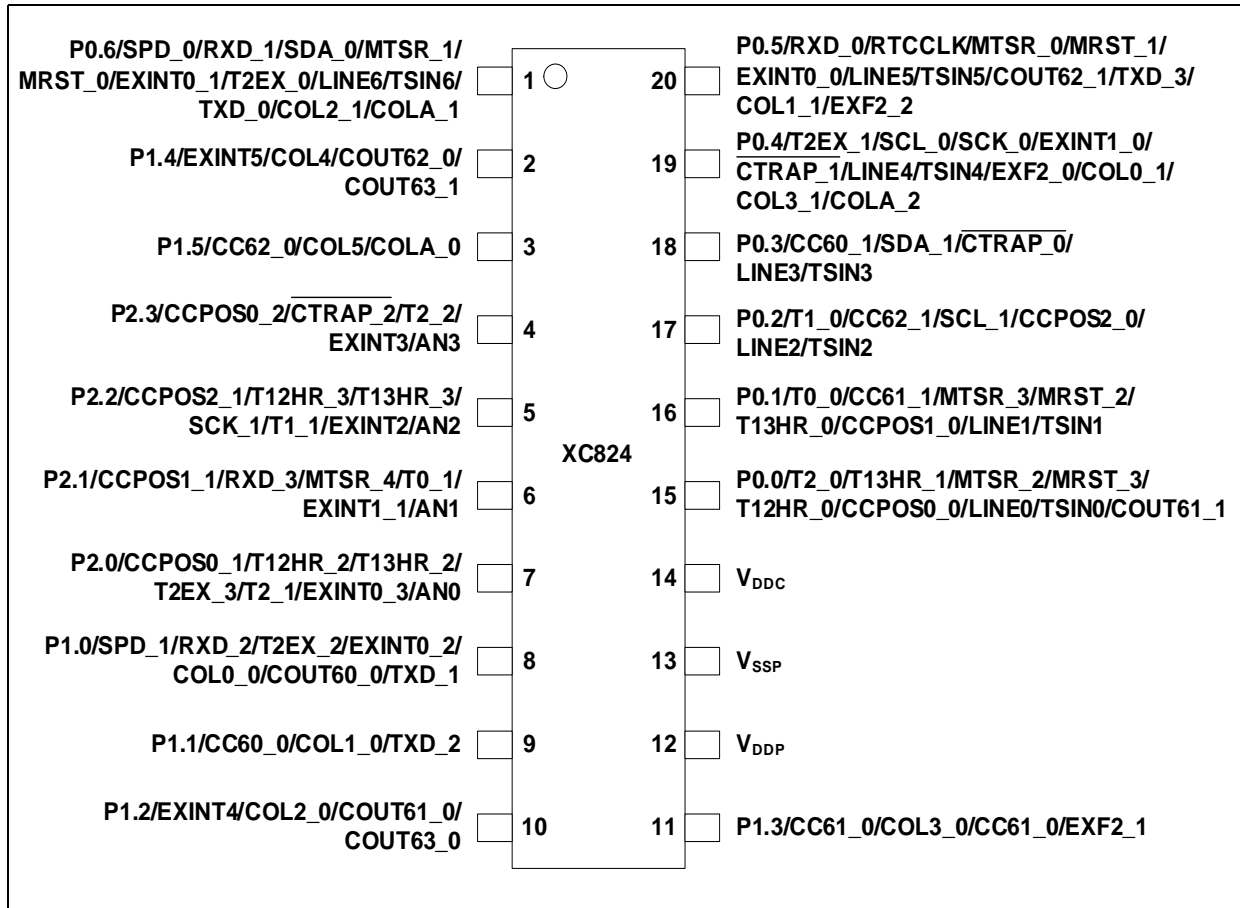 P0.6/SPD_0/RXD_1/SDA_0/MTSR_1/
MRST_0/EXINT0_1/T2EX_0/LINE6/TSIN6/
TXD_0/COL2_1/COLA_1
1
P1.4/EXINT5/COL4/COUT62_0/
COUT63_1
2
P1.5/CC62_0/COL5/COLA_0
3
P2.3/CCPOS0_2/CTRAP_2/T2_2/
EXINT3/AN3
4
P2.2/CCPOS2_1/T12HR_3/T13HR_3/
SCK_1/T1_1/EXINT2/AN2
5
P2.1/CCPOS1_1/RXD_3/MTSR_4/T0_1/
EXINT1_1/AN1
6
P2.0/CCPOS0_1/T12HR_2/T13HR_2/
T2EX_3/T2_1/EXINT0_3/AN0
7
P1.0/SPD_1/RXD_2/T2EX_2/EXINT0_2/
COL0_0/COUT60_0/TXD_1
8
P1.1/CC60_0/COL1_0/TXD_2
9
P1.2/EXINT4/COL2_0/COUT61_0/
COUT63_0
10
XC824
20
P0.5/RXD_0/RTCCLK/MTSR_0/MRST_1/
EXINT0_0/LINE5/TSIN5/COUT62_1/TXD_3/
COL1_1/EXF2_2
19
P0.4/T2EX_1/SCL_0/SCK_0/EXINT1_0/
CTRAP_1/LINE4/TSIN4/EXF2_0/COL0_1/
COL3_1/COLA_2
18
P0.3/CC60_1/SDA_1/CTRAP_0/
LINE3/TSIN3
17
P0.2/T1_0/CC62_1/SCL_1/CCPOS2_0/
LINE2/TSIN2
16
P0.1/T0_0/CC61_1/MTSR_3/MRST_2/
T13HR_0/CCPOS1_0/LINE1/TSIN1
15
P0.0/T2_0/T13HR_1/MTSR_2/MRST_3/
T12HR_0/CCPOS0_0/LINE0/TSIN0/COUT61_1
14
VDDC
13
VSSP
12
VDDP
11
P1.3/CC61_0/COL3_0/CC61_0/EXF2_1